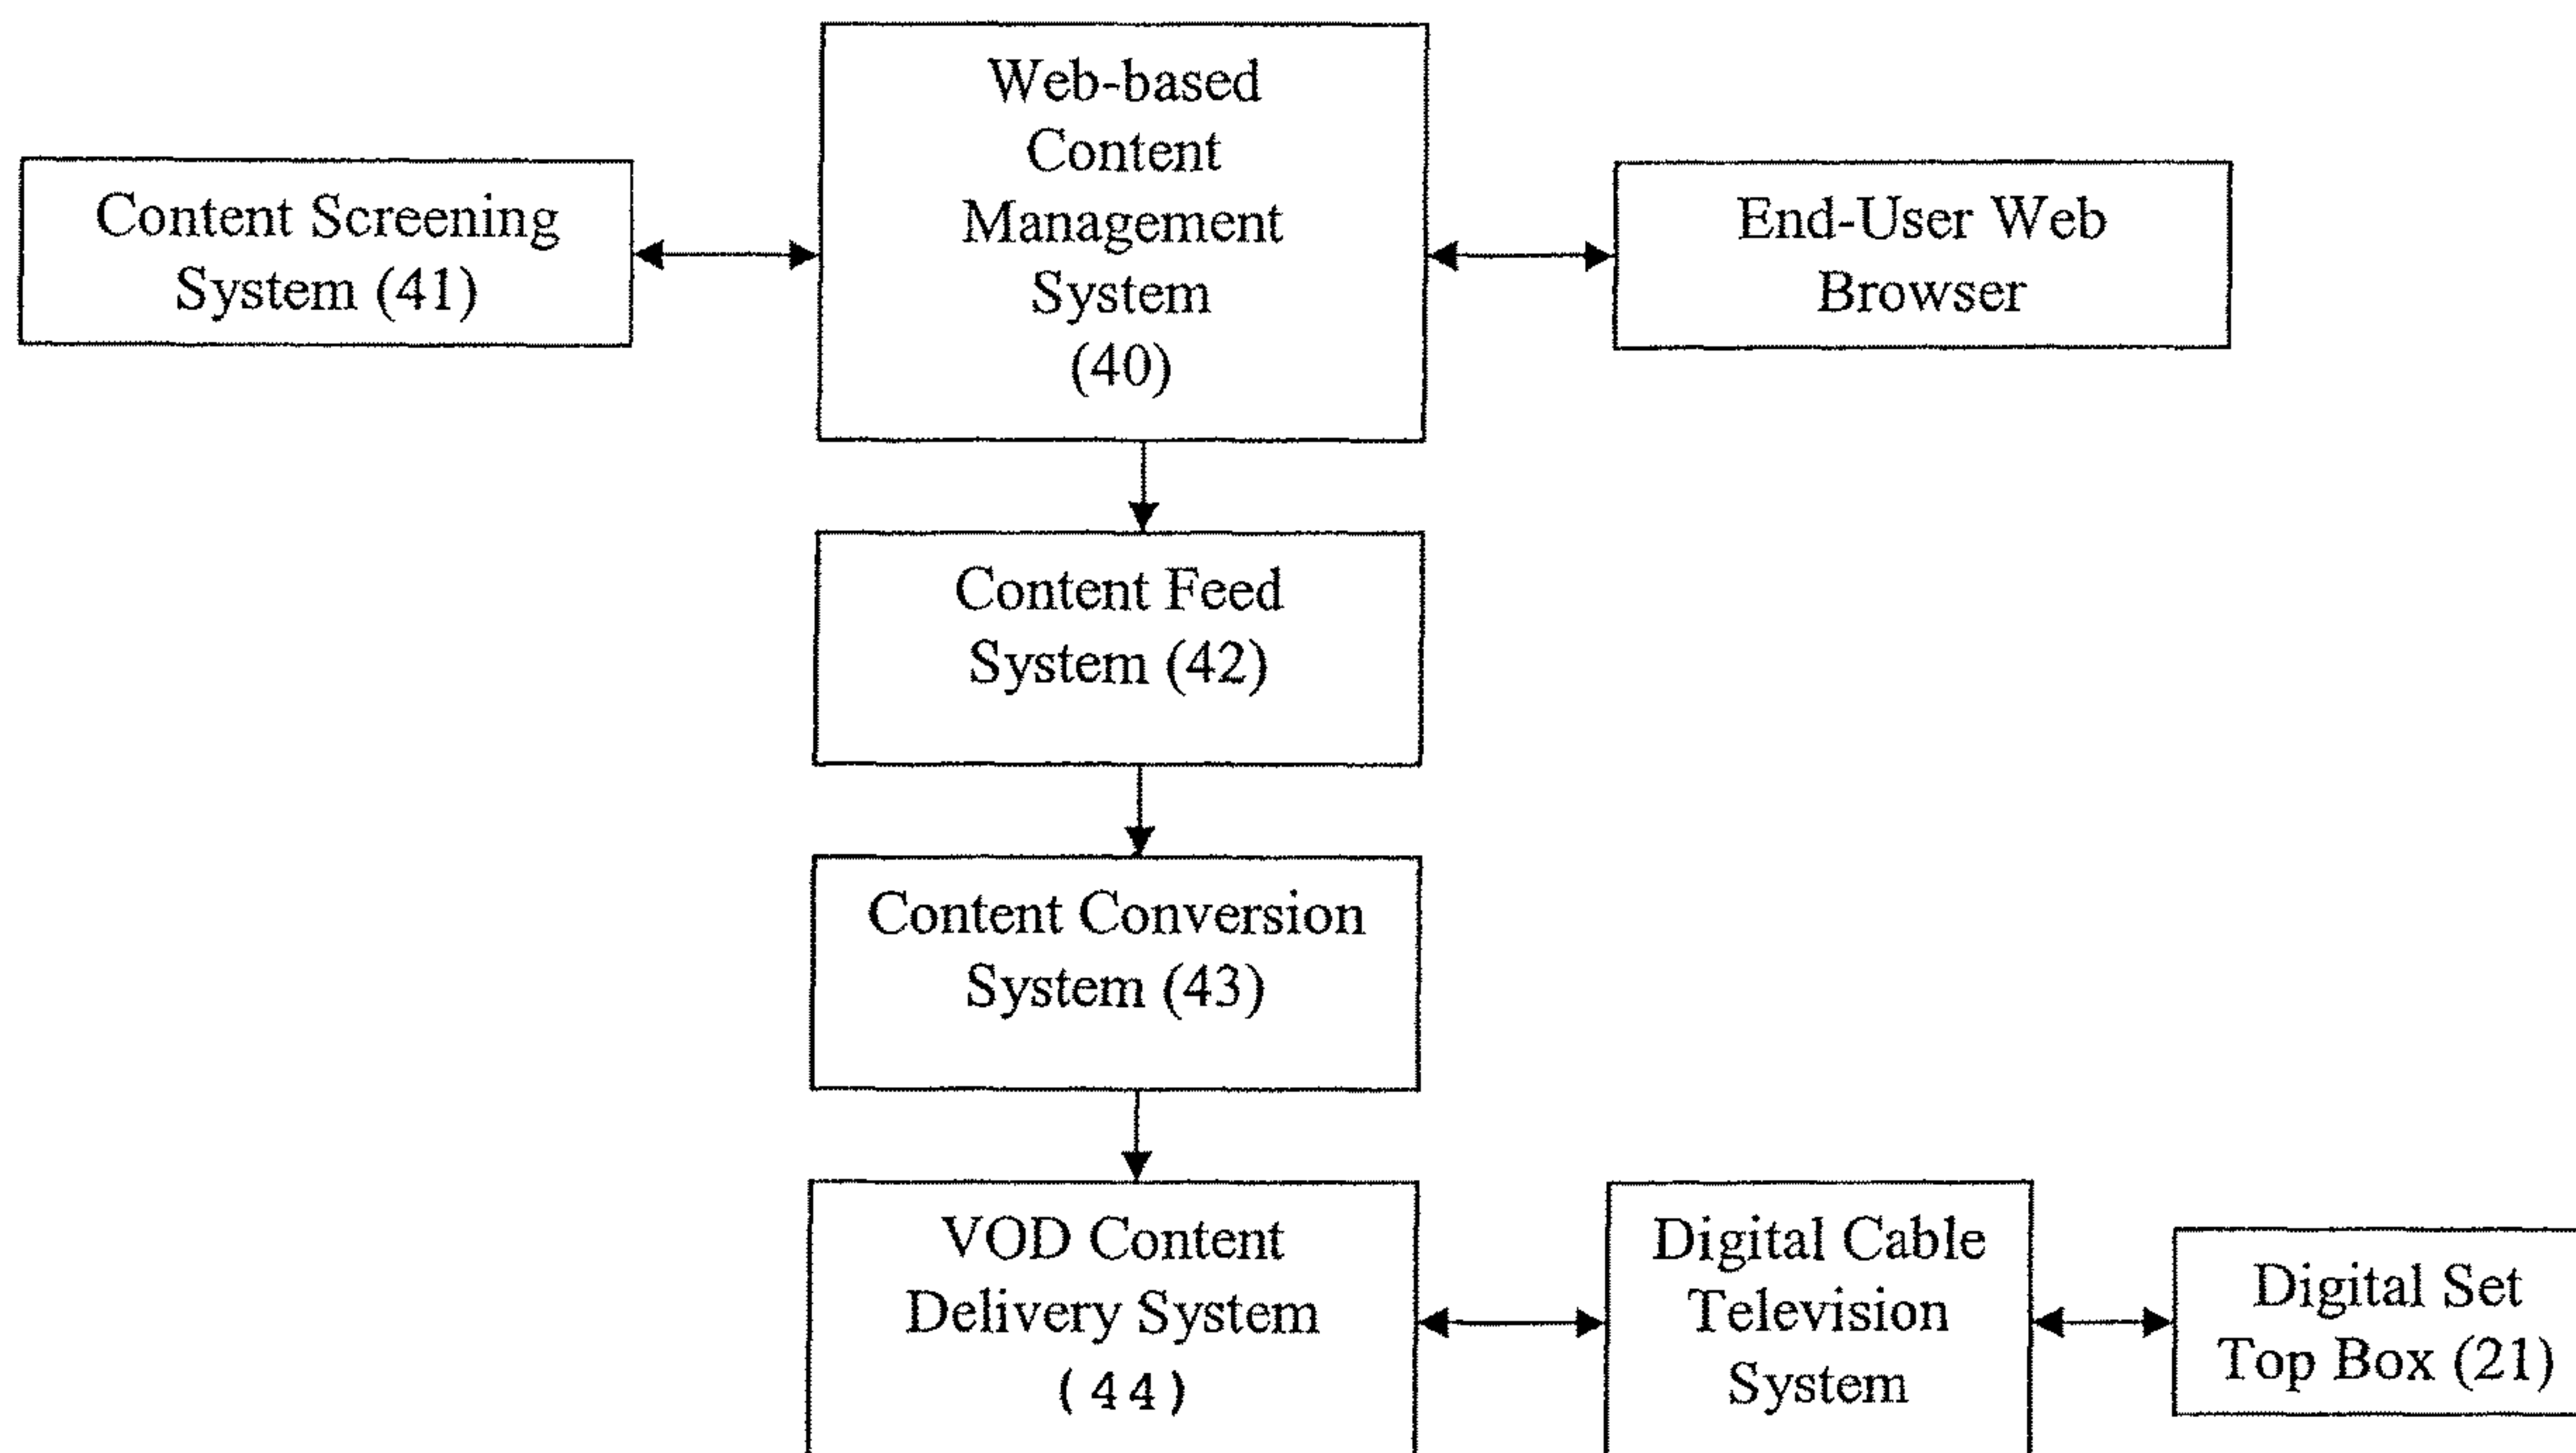 Web-based
Content
Management
System
(40)
Content Screening
System (41)
End-User Web
Browser
Content Feed
System (42)
Content Conversion
System (43)
VOD Content
Delivery System
(44)
Digital Cable
Television
System
Digital Set
Top Box (21)